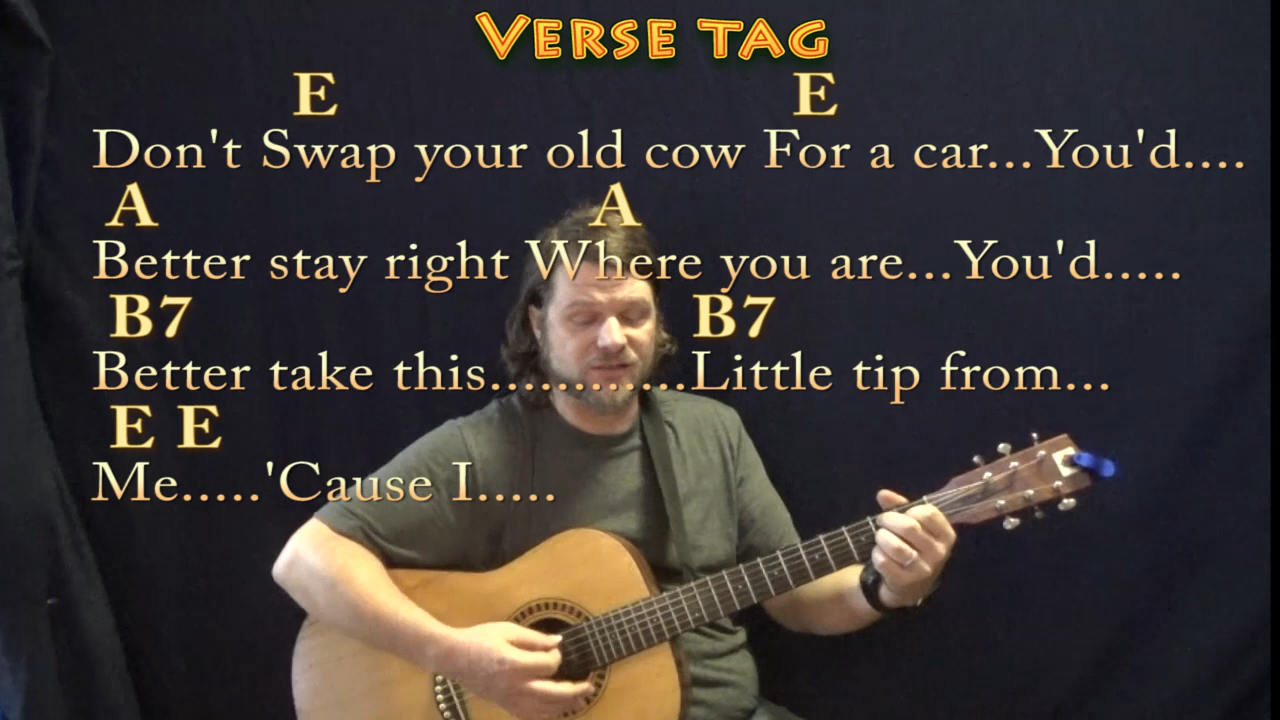 VERSE TAG
E E
Don't Swap your old cow For a car...You'd....
A A
Better stay right Where you are...You'd.....
B7 B7
Better take this............Little tip from...
E E
Me.....'Cause I.....